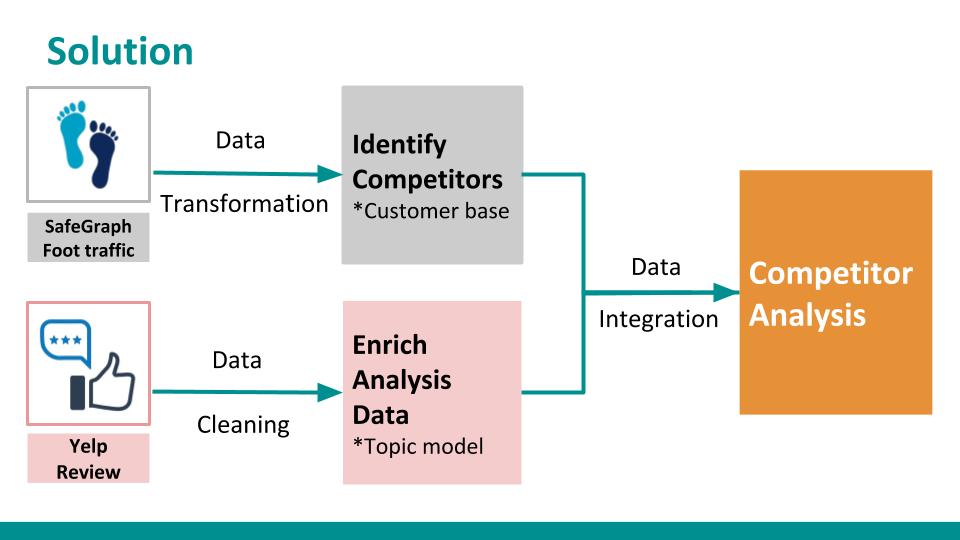 Solution
Data
Transformation
SafeGraph
Foot traffic
Identify
Competitors
*Customer base
Data
Cleaning
Yelp
Review
Enrich
Analysis
Data
*Topic model
Data
Integration
Competitor
Analysis